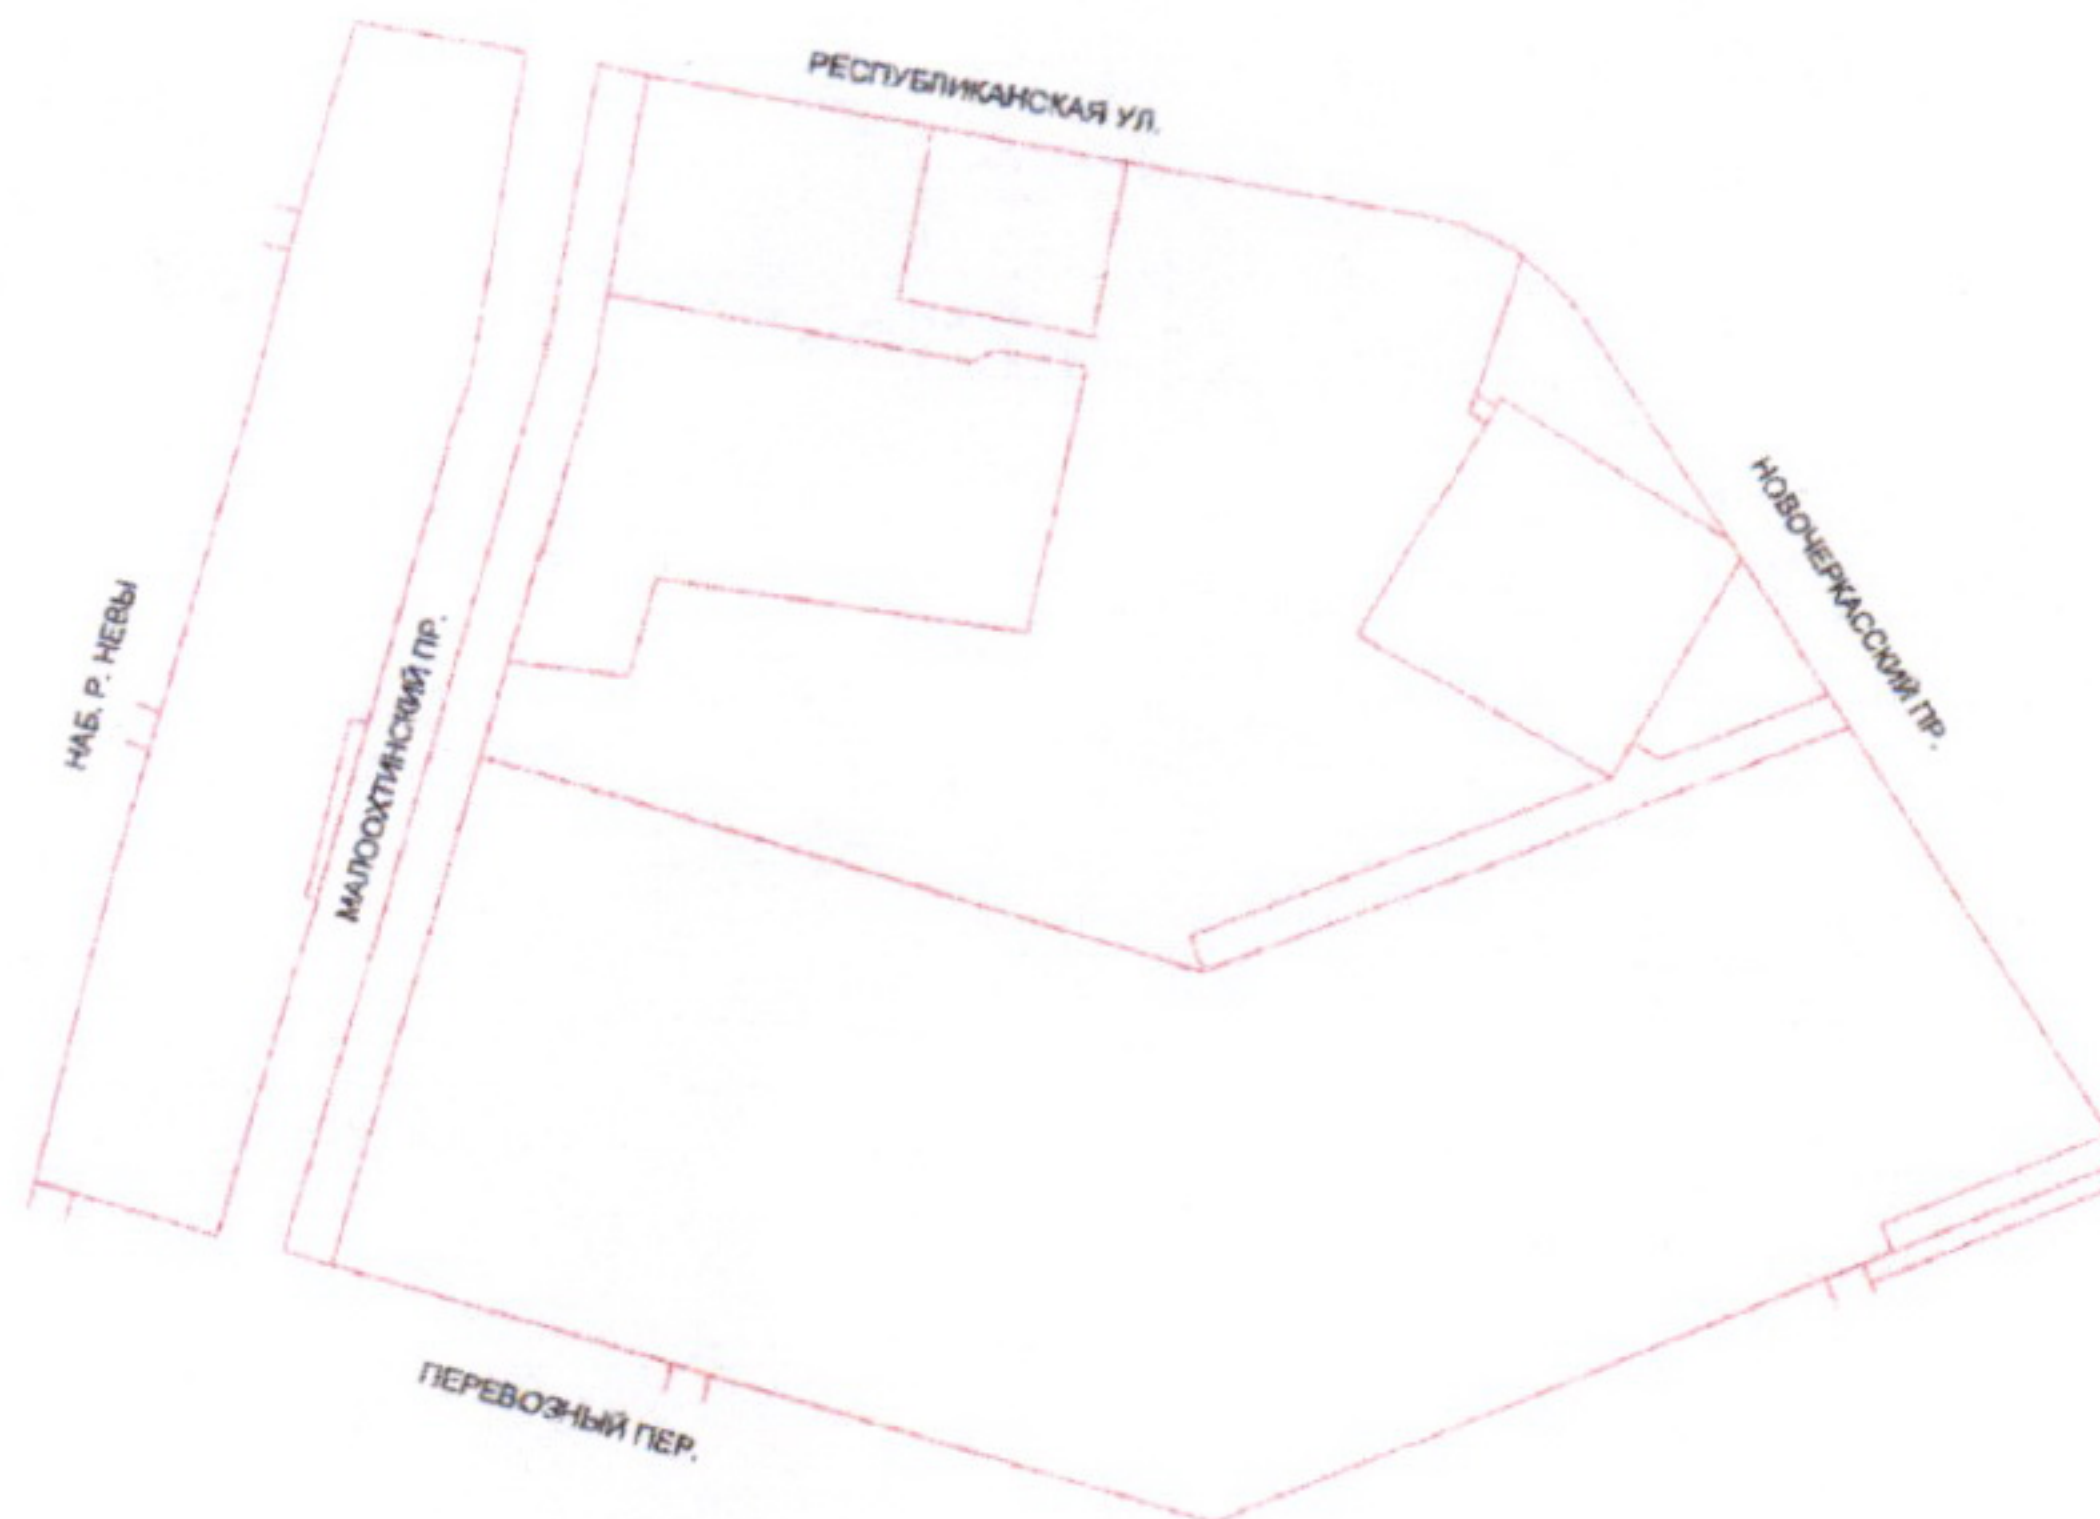 РЕСПУБЛИКАНСКАЯ УЛ.
НОВОЧЕРКАССКИЙ ПР.
НАБ. Р. НЕВЫ
МАЛООХТИНСКИЙ ПР.
ПЕРЕВОЗНЫЙ ПЕР.